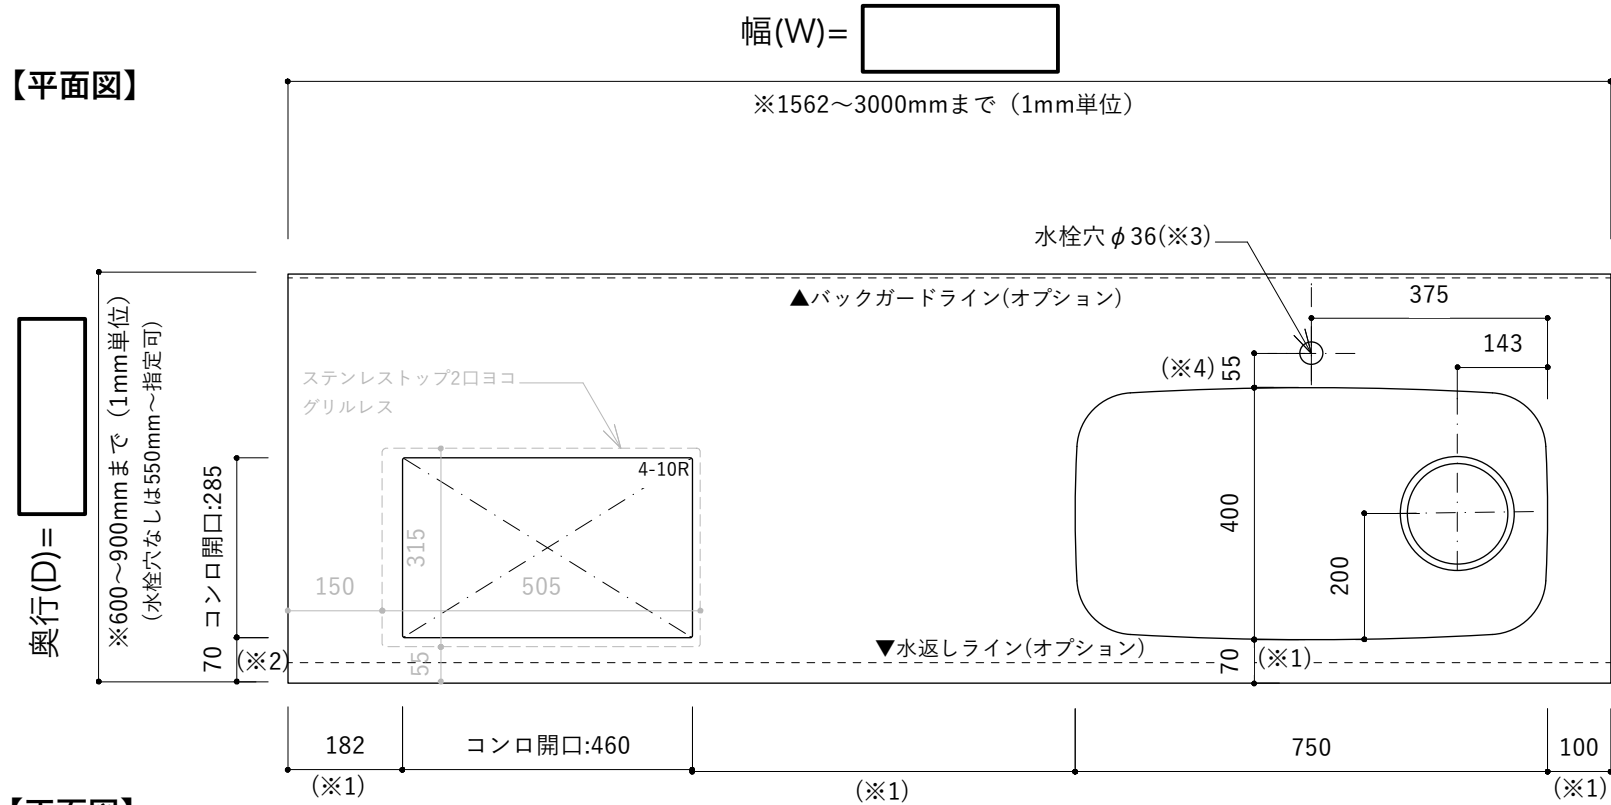 幅(W)=
【平面図】
※1562～3000mmまで（1mm単位）
水栓穴φ36(※3)
▲バックガードライン(オプション)
375
143
(※4)
55
ステンレストップ2口ヨコ
グリルレス
4-10R
奥行(D)=
※600～900mmまで（1mm単位）
（水栓穴なしは550mm～指定可）
コンロ開口:285
70
(※2)
315
150
505
55
400
200
▼水返しライン(オプション)
70
(※1)
182
コンロ開口:460
750
100
(※1)
(※1)
(※1)
【平面図】